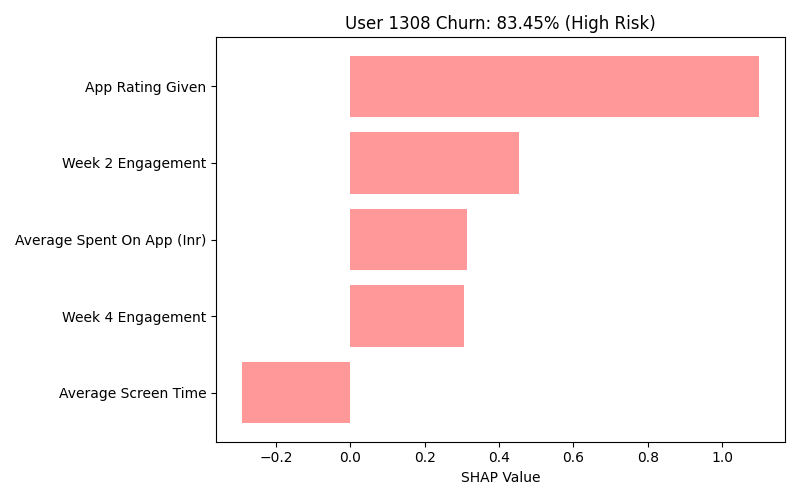 User 1308 Churn: 83.45% (High Risk)
App Rating Given
Week 2 Engagement
Average Spent On App (Inr)
Week 4 Engagement
Average Screen Time
−0.2 0.0 0.2 0.4 0.6 0.8 1.0
SHAP Value